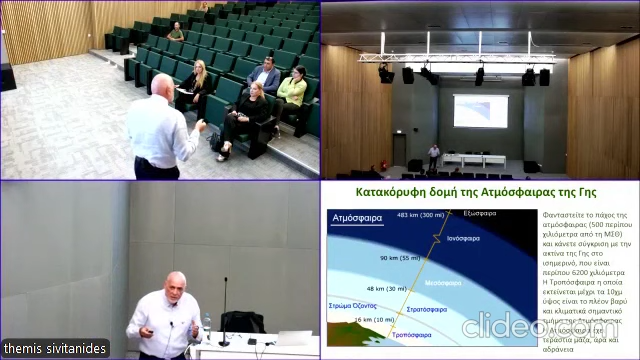 Κατακόρυφη δομή της Ατμόσφαιρας της Γης
Ατμόσφαιρα
483 km (300 mi)
Εξώσφαιρα
Ιονόσφαιρα
90 km (55 mi)
Μεσόσφαιρα
48 km (30 mi)
Στρώμα Όζοντος
Στρατόσφαιρα
16 km (10 mi)
Τροπόσφαιρα
Φανταστείτε το πάχος της
ατμόσφαιρας (500 περίπου
χιλιόμετρα από τη ΜΣΘ)
και κάνετε σύγκριση με την
ακτίνα της Γης στο
ισημερινό, που είναι
περίπου 6200 χιλιόμετρα
Η Τροπόσφαιρα η οποία
εκτείνεται μέχρι τα 10χμ
ύψος είναι το πλέον βαρύ
και κλιματικά σημαντικό
τεράστια μάζα, άρα και
αδράνεια
clideo.com
themis sivitanides